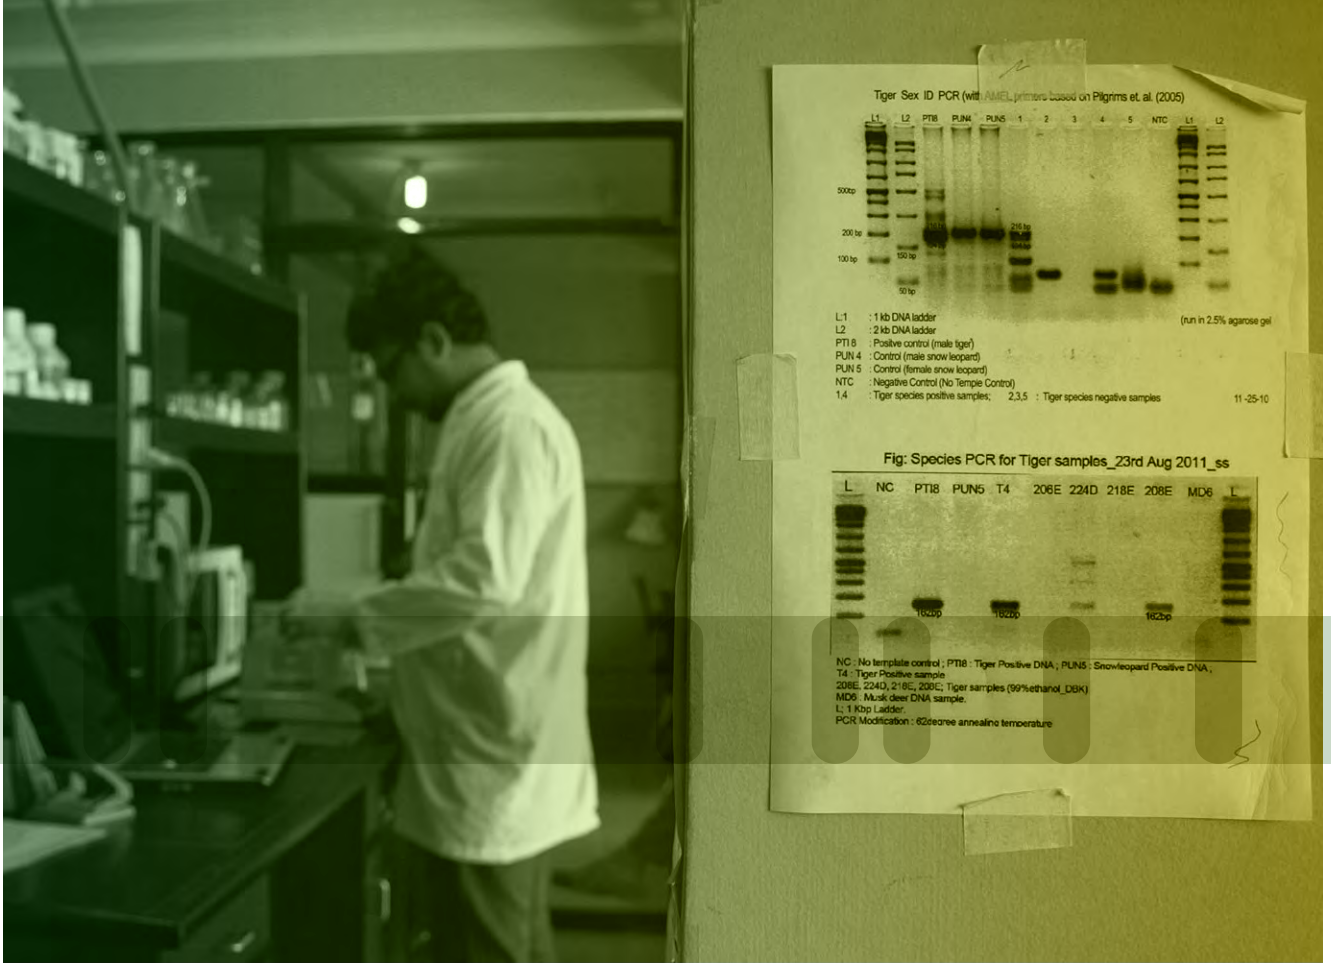 Tiger Sex ID PCR (with AMEL primers based on Pilgrims et. al. (2005)
L1 L2 PTI8 PUN4 PUN5 1 2 3 4 5 NTC L1 L2
500bp
216 bp
200 bp
150 bp
100 bp
50 bp
L:1 : 1 kb DNA ladder (run in 2.5% agarose gel
L2 : 2 kb DNA ladder
PTI 8 : Positve control (male tiger)
PUN 4 : Control (male snow leopard)
PUN 5 : Control (female snow leopard)
NTC : Negative Control (No Temple Control)
1,4 : Tiger species positive samples; 2,3,5 : Tiger species negative samples 11 -25-10
Fig: Species PCR for Tiger samples_23rd Aug 2011_ss
L NC PTI8 PUN5 T4 206E 224D 218E 208E MD6 L
162bp 162bp 162bp
NC : No template control ; PTI8 : Tiger Positive DNA ; PUN5 : Snowleopard Positive DNA ;
T4 : Tiger Positive sample
224D, 218E, Tiger samples (99%ethanol_DBK)
MD6 : Musk deer DNA sample.
L; 1 Kbp Ladder.
PCR Modification : 62degree annealing temperature